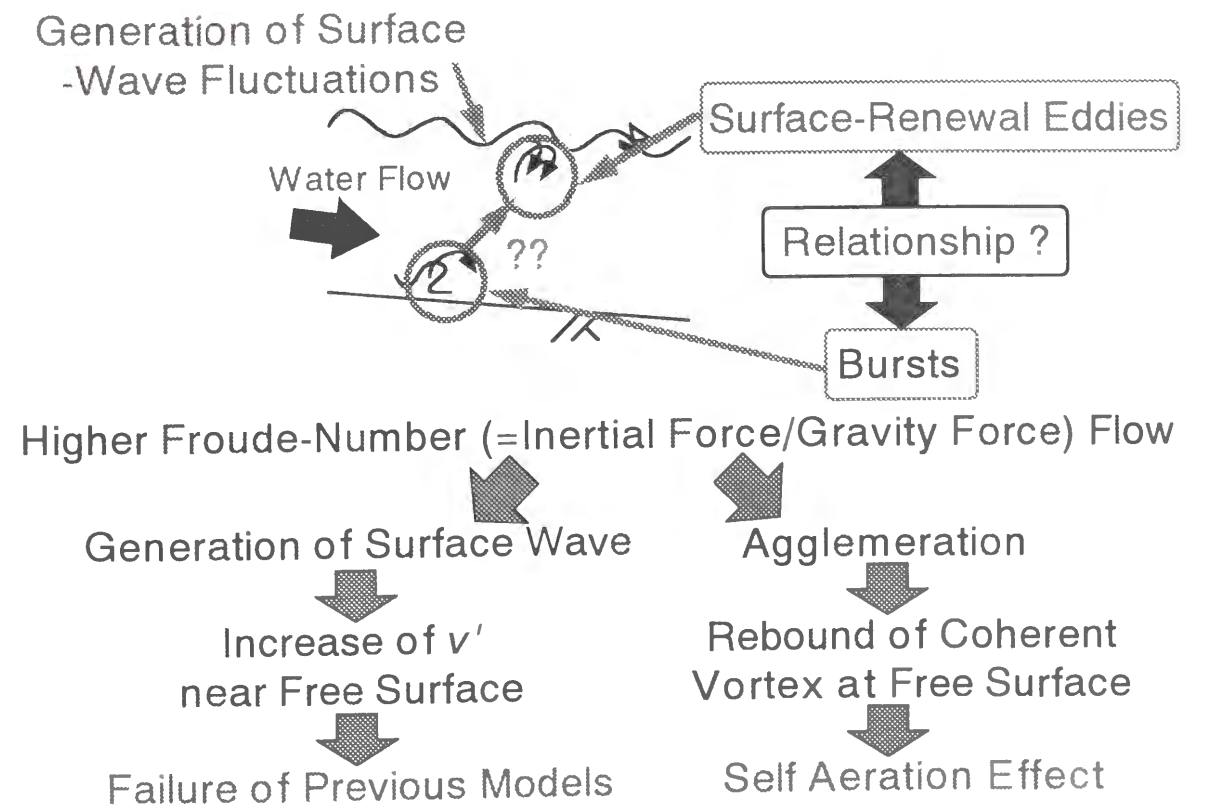 Generation of Surface
-Wave Fluctuations
Surface-Renewal Eddies
Water Flow
Relationship ?
??
Bursts
Higher Froude-Number (=Inertial Force/Gravity Force) Flow
Generation of Surface Wave
Agglemeration
Increase of v'
near Free Surface
Rebound of Coherent
Vortex at Free Surface
Failure of Previous Models
Self Aeration Effect